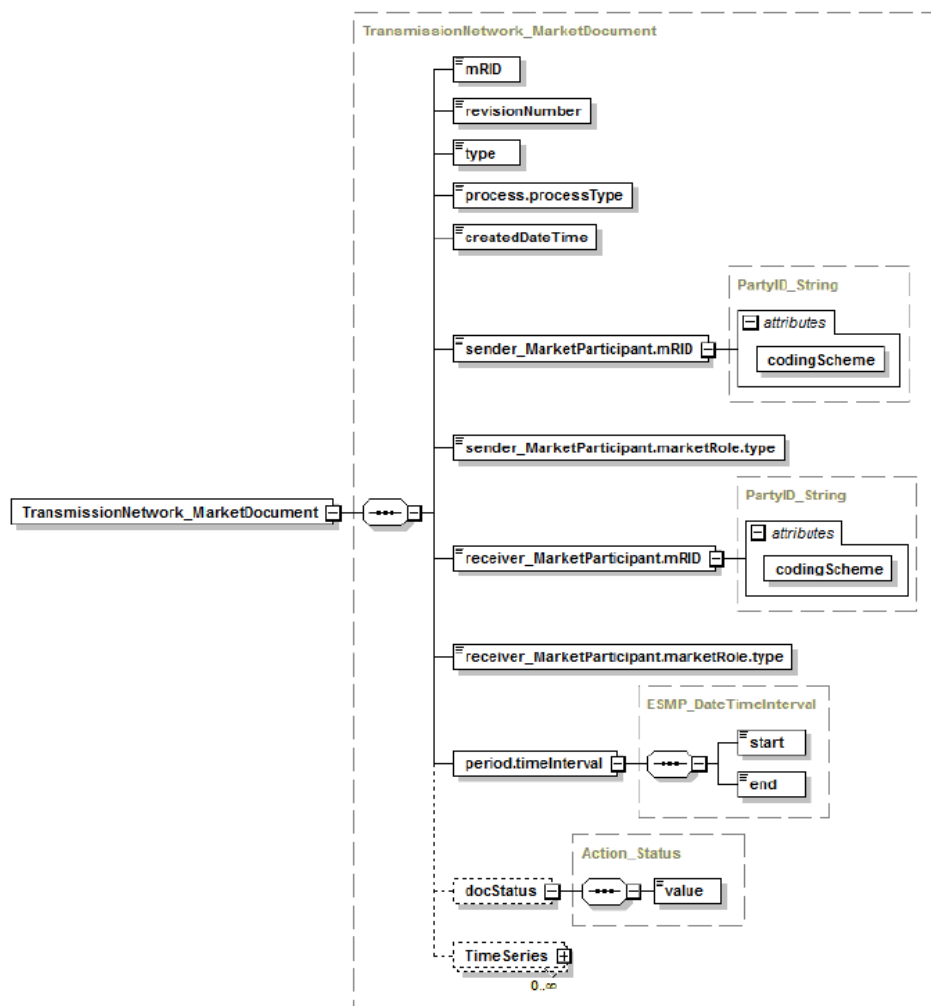 TransmissionNetwork_MarketDocument
mRID
revisionNumber
type
process.processType
createdDateTime
PartyID_String
attributes
sender_MarketParticipant.mRID
codingScheme
sender_MarketParticipant.marketRole.type
PartyID_String
TransmissionNetwork_MarketDocument
attributes
receiver_MarketParticipant.mRID
codingScheme
receiver_MarketParticipant.marketRole.type
ESMP_DateTimeInterval
start
period.timeInterval
end
Action_Status
docStatus
value
TimeSeries
0..∞